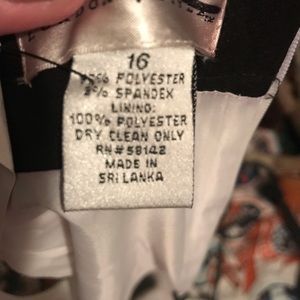 16
POLYESTER
SPANDEX
LINING:
100% POLYESTER
DRY CLEAN ONLY
RN#58142
MADE IN
SRI LANKA